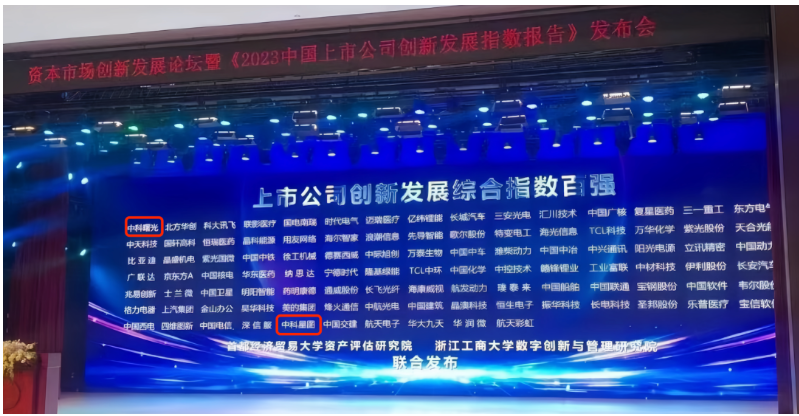 资本市场创新发展论坛暨《2023中国上市公司创新发展指数报告》发布会
上市公司创新发展综合指数百强
中科曙光 北方华创 科大讯飞 联影医疗 国电南瑞 时代电气 迈瑞医疗 亿纬锂能 长城汽车 三安光电 汇川技术 中国广核 复星医药 三一重工 东方电气
中天科技 国轩高科 恒瑞医药 晶科能源 用友网络 海尔智家 浪潮信息 先导智能 歌尔股份 特变电工 海光信息 TCL科技 万华化学 紫光股份 天合光
比亚迪 晶盛机电 紫光国微 中国中铁 徐工机械 德赛西威 中际旭创 万泰生物 中国中车 潍柴动力 中国中冶 中兴通讯 阳光电源 立讯精密 中国动
广联达 京东方A 中国核电 华东医药 纳思达 宁德时代 隆基绿能 TCL中环 中国化学 中控技术 赣锋锂业 工业富联 中材科技 伊利股份 长安汽
兆易创新 士兰微 中国卫星 明阳智能 药明康德 通威股份 长飞光纤 海康威视 航发动力 璞泰来 中国船舶 中国联通 宝钢股份 中国软件 韦尔股
格力电器 上汽集团 金山办公 昊华科技 美的集团 烽火通信 中航光电 中国建筑 晶澳科技 恒生电子 振华科技 长电科技 圣邦股份 乐普医疗 宝信软
中国西电 四维图新 中国电信 深信服 中科星图 中国交建 航天电子 华大九天 华润微 航天彩虹
首都经济贸易大学资产评估研究院 浙江工商大学数字创新与管理研究院
联合发布